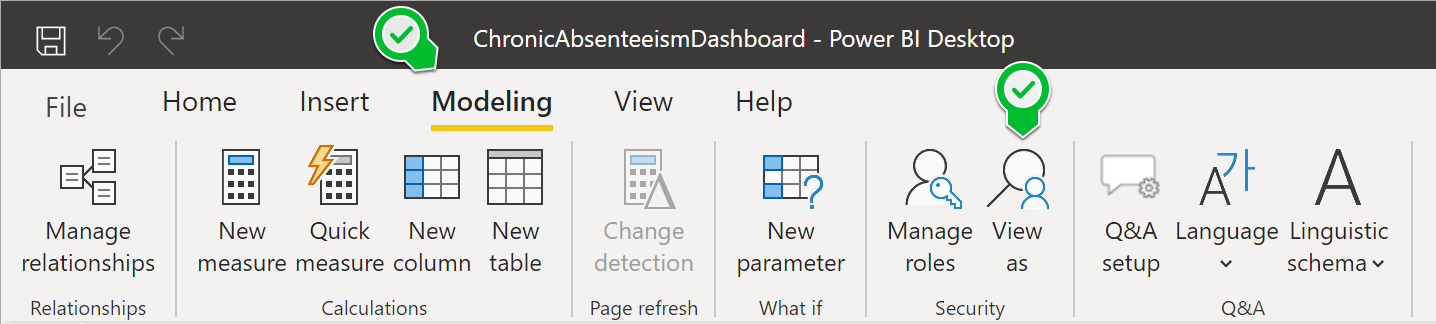 ChronicAbsenteeismDashboard - Power BI Desktop
File Home Insert Modeling View Help
Manage relationships
New measure
Quick measure
New column
New table
Change detection
New parameter
Manage roles
View as
Q&A setup
Language
Linguistic schema
Relationships Calculations Page refresh What if Security Q&A